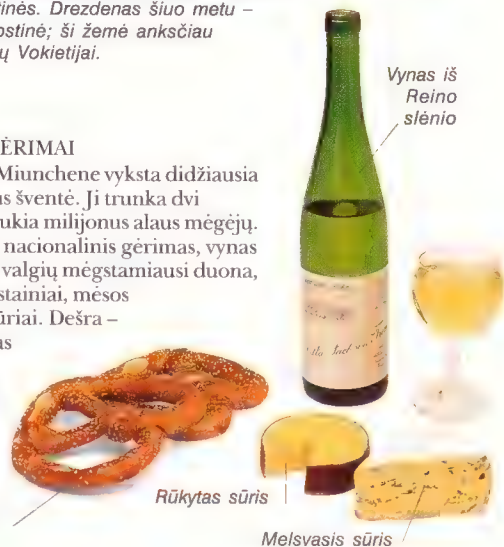 tinės. Drezdenas šiuo metu –
ostinė; ši žemė anksčiau
ų Vokietijai.
ĖRIMAI
Miunchene vyksta didžiausia
us šventė. Ji trunka dvi
ukia milijonus alaus mėgėjų.
nacionalinis gėrimas, vynas
valgių mėgstamiausi duona,
stainiai, mėsos
ūriai. Dešra –
as
Vynas iš
Reino
slėnio
Rūkytas sūris
Melsvasis sūris